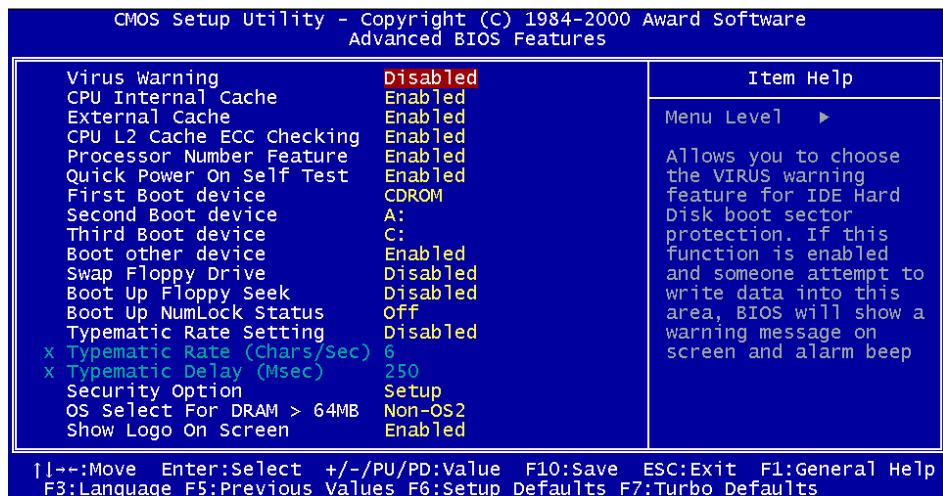 CMOS Setup Utility - Copyright (C) 1984-2000 Award Software
Advanced BIOS Features
Virus Warning Disabled
CPU Internal Cache Enabled
External Cache Enabled
CPU L2 Cache ECC Checking Enabled
Processor Number Feature Enabled
Quick Power On Self Test Enabled
First Boot device CDROM
Second Boot device A:
Third Boot device C:
Boot other device Enabled
Swap Floppy Drive Disabled
Boot Up Floppy Seek Disabled
Boot Up NumLock Status Off
Typematic Rate Setting Disabled
x Typematic Rate (Chars/Sec) 6
x Typematic Delay (Msec) 250
Security Option Setup
OS Select For DRAM > 64MB Non-OS2
Show Logo On Screen Enabled
Item Help
Menu Level ▶
Allows you to choose
the VIRUS warning
feature for IDE Hard
Disk boot sector
protection. If this
function is enabled
and someone attempt to
write data into this
area, BIOS will show a
warning message on
screen and alarm beep
↑↓→←:Move Enter:Select +/-/PU/PD:Value F10:Save ESC:Exit F1:General Help
F3:Language F5:Previous Values F6:Setup Defaults F7:Turbo Defaults